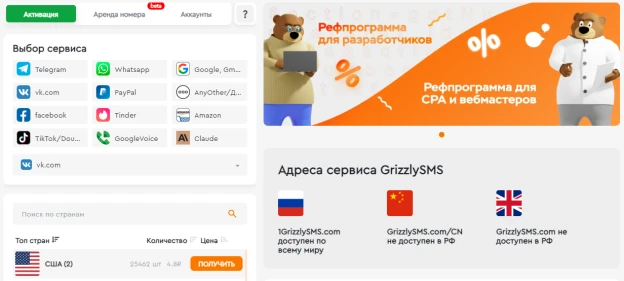 Активация
Аренда номера
beta
Аккаунты
?
Выбор сервиса
Telegram
Whatsapp
Google, Gm...
vk.com
PayPal
AnyOther/Д...
facebook
Tinder
Amazon
TikTok/Dou...
GoogleVoice
Claude
vk.com
Поиск по странам
Топ стран
Количество
Цена
США (2)
55462 шт
4.8₽
ПОЛУЧИТЬ
Рефпрограмма
для разработчиков
Рефпрограмма для
CPA и вебмастеров
Адреса сервиса GrizzlySMS
1GrizzlySMS.com
доступен по
всему миру
GrizzlySMS.com/CN
не доступен в РФ
GrizzlySMS.com не
доступен в РФ